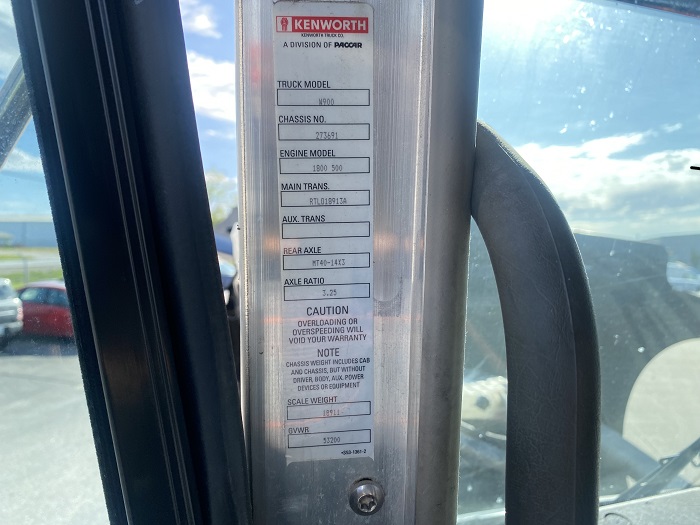 KENWORTH
KENWORTH TRUCK CO.
A DIVISION OF PACCAR
TRUCK MODEL
W900
CHASSIS NO.
273691
ENGINE MODEL
1800 500
MAIN TRANS.
RTLO18913A
AUX. TRANS
REAR AXLE
MT40-14X3
AXLE RATIO
3.25
CAUTION
OVERLOADING OR
OVERSPEEDING WILL
VOID YOUR WARRANTY
NOTE
CHASSIS WEIGHT INCLUDES CAB
AND CHASSIS, BUT WITHOUT
DRIVER, BODY, AUX. POWER
DEVICES OR EQUIPMENT
SCALE WEIGHT
18911
GVWR
53200